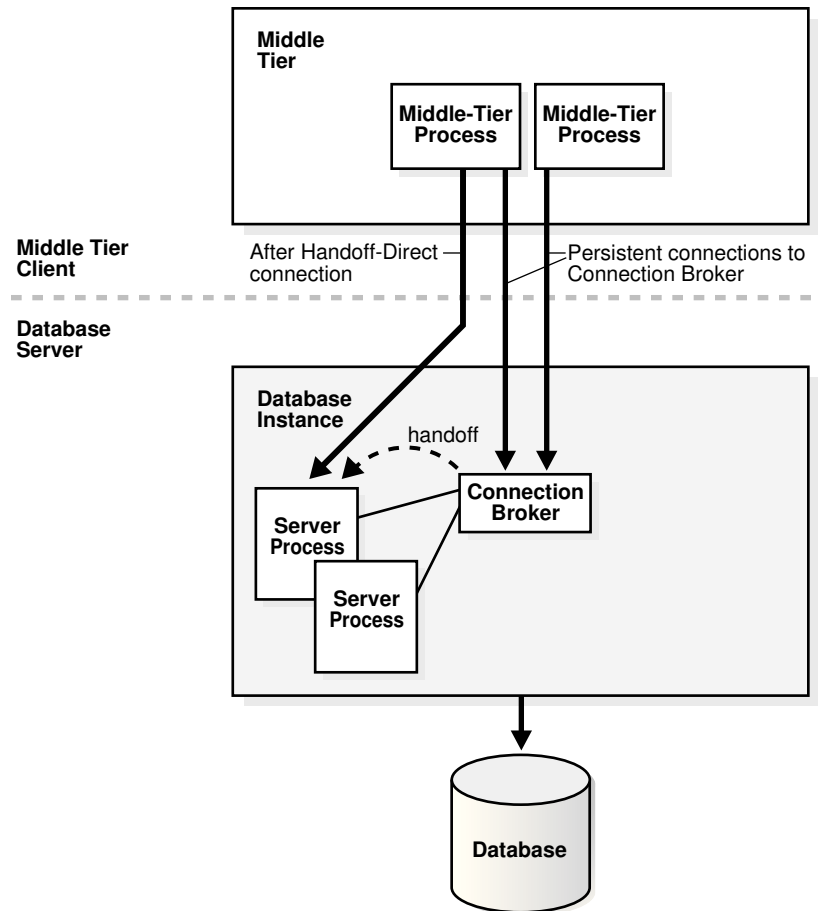 Middle
Tier
Middle-Tier
Process
Middle-Tier
Process
Middle Tier
Client
After Handoff-Direct
connection
Persistent connections to
Connection Broker
Database
Server
Database
Instance
handoff
Connection
Broker
Server
Process
Server
Process
Database